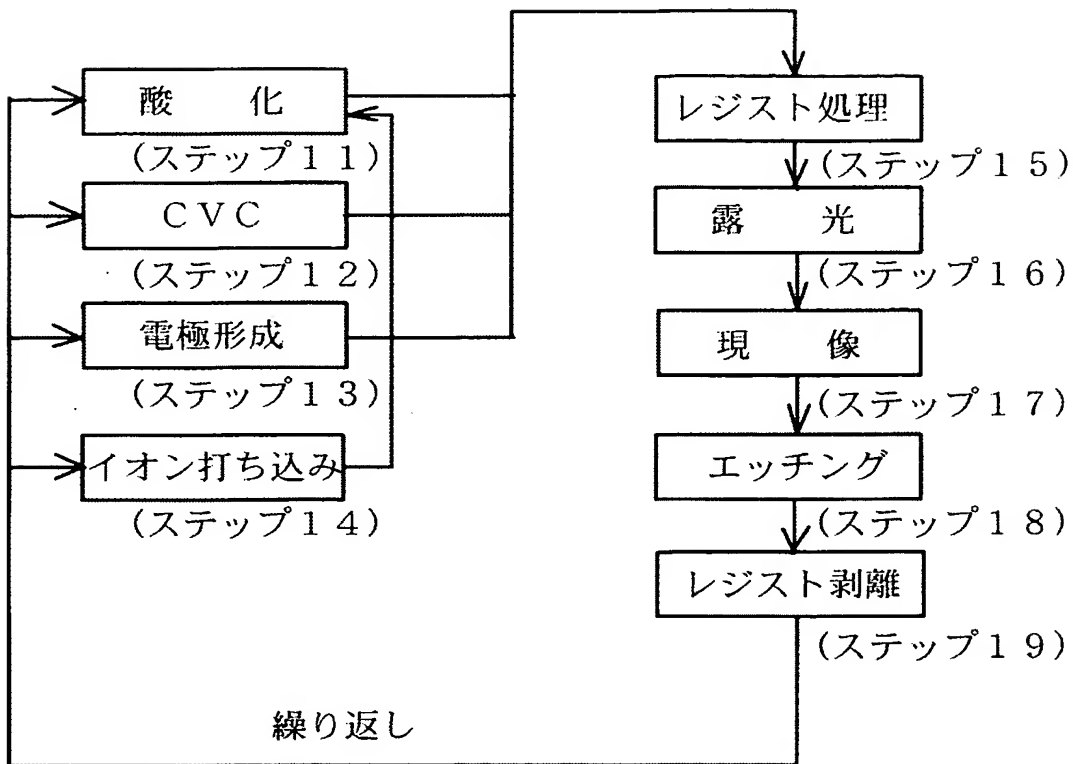 酸　化
(ステップ１１)
ＣＶＣ
(ステップ１２)
電極形成
(ステップ１３)
イオン打ち込み
(ステップ１４)
レジスト処理
(ステップ１５)
露　光
(ステップ１６)
現　像
(ステップ１７)
エッチング
(ステップ１８)
レジスト剥離
(ステップ１９)
繰り返し